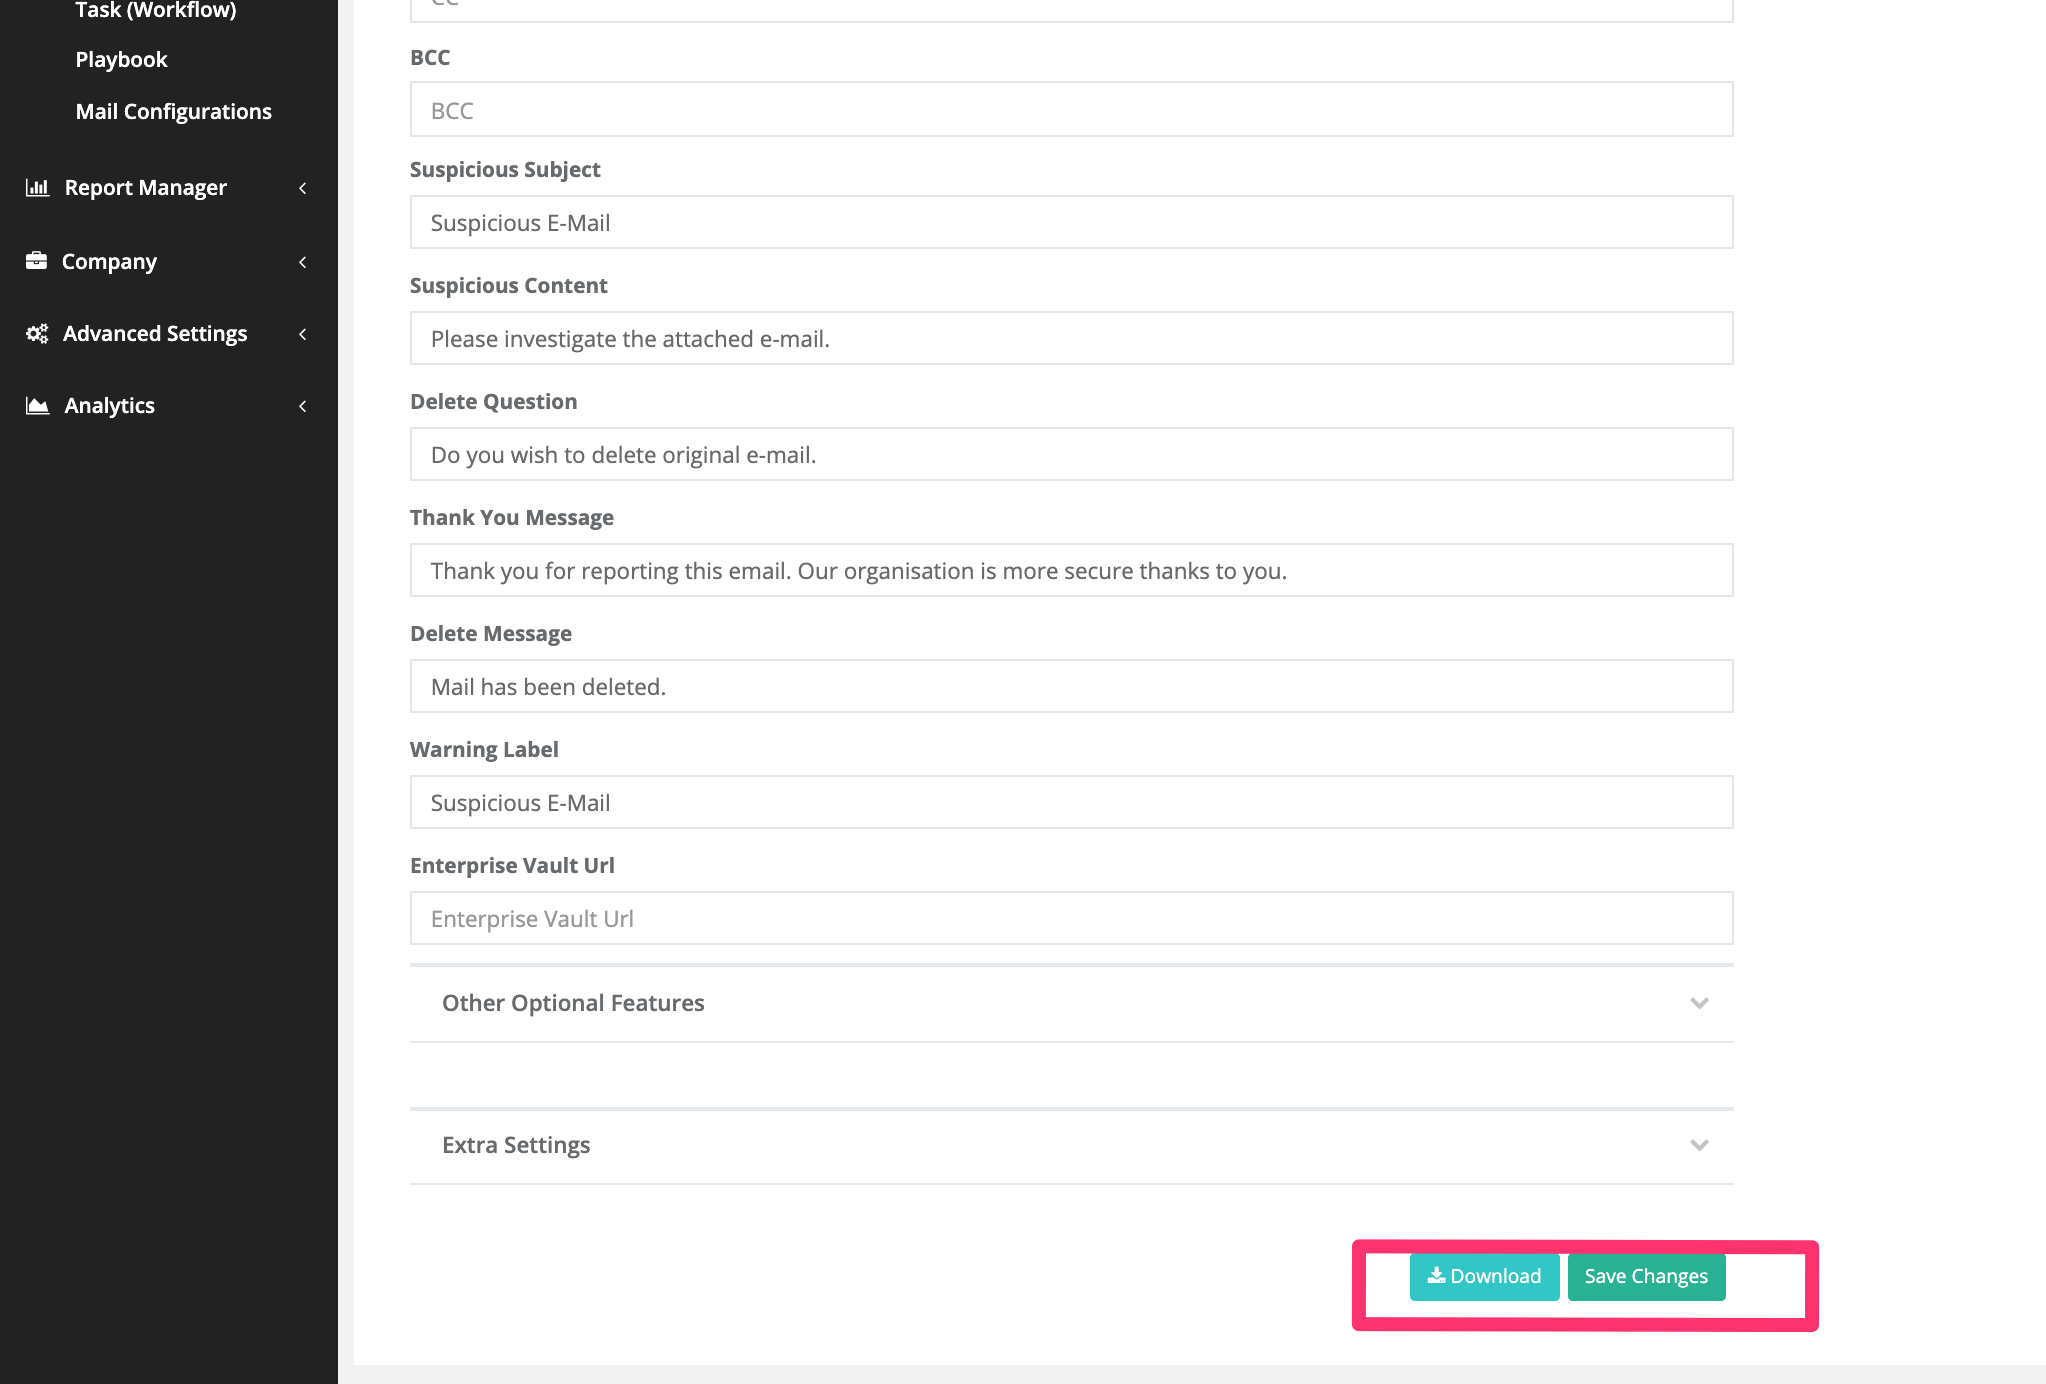 Task (Workflow)
Playbook
Mail Configurations
Report Manager
Company
Advanced Settings
Analytics
CC
BCC
BCC
Suspicious Subject
Suspicious E-Mail
Suspicious Content
Please investigate the attached e-mail.
Delete Question
Do you wish to delete original e-mail.
Thank You Message
Thank you for reporting this email. Our organisation is more secure thanks to you.
Delete Message
Mail has been deleted.
Warning Label
Suspicious E-Mail
Enterprise Vault Url
Enterprise Vault Url
Other Optional Features
Extra Settings
Download
Save Changes